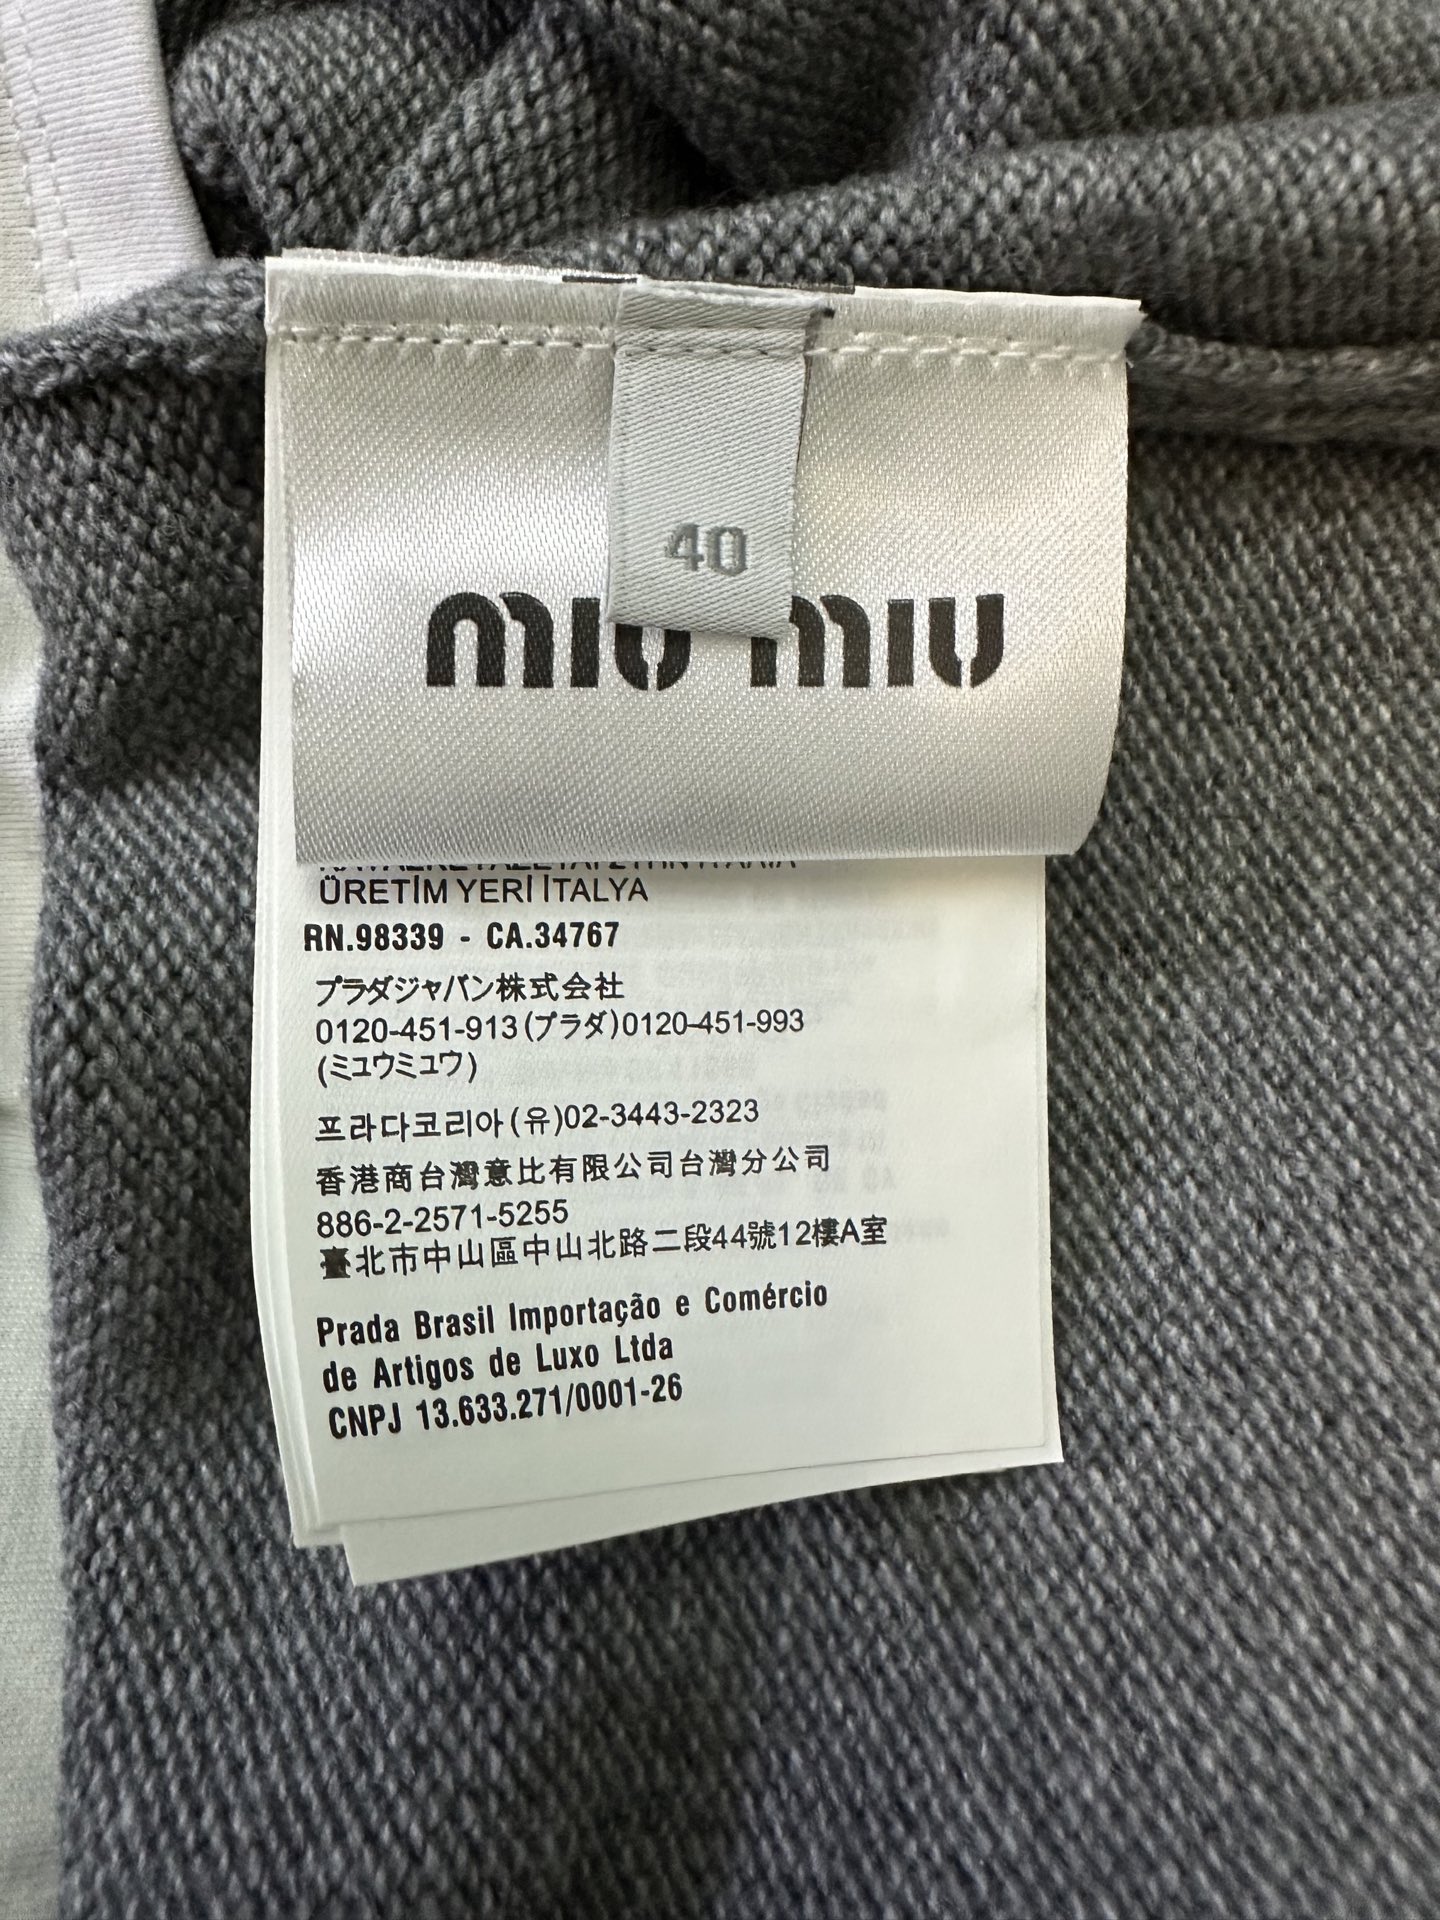 40
miu miu
ÜRETİM YERİ İTALYA
RN.98339 - CA.34767
プラダジャパン株式会社
0120-451-913(プラダ)0120-451-993
(ミユウミユウ)
프라다코리아(유)02-3443-2323
香港商台灣意比有限公司台灣分公司
886-2-2571-5255
臺北市中山區中山北路二段44號12樓A室
Prada Brasil Importação e Comércio
de Artigos de Luxo Ltda
CNPJ 13.633.271/0001-26